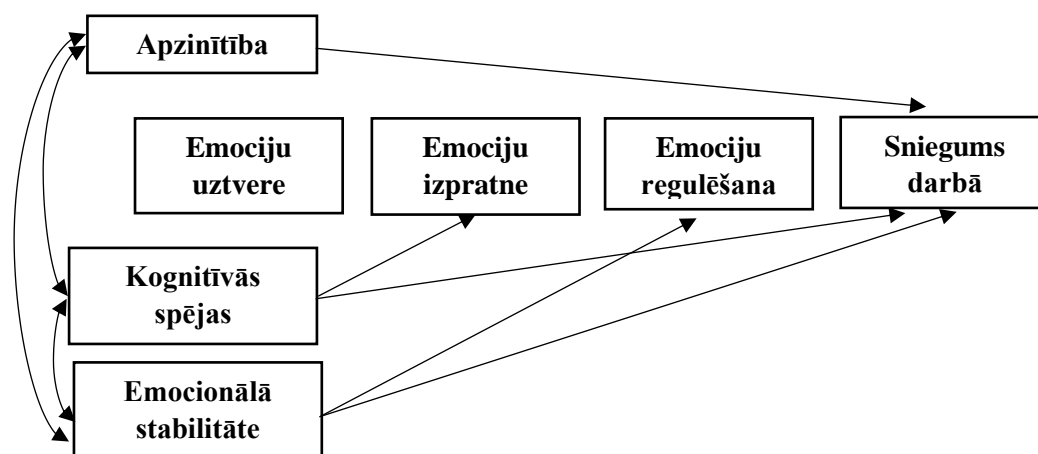 Apzinītība
Emociju
uztvere
Emociju
izpratne
Emociju
regulēšana
Sniegums
darbā
Kognitīvās
spējas
Emocionālā
stabilitāte